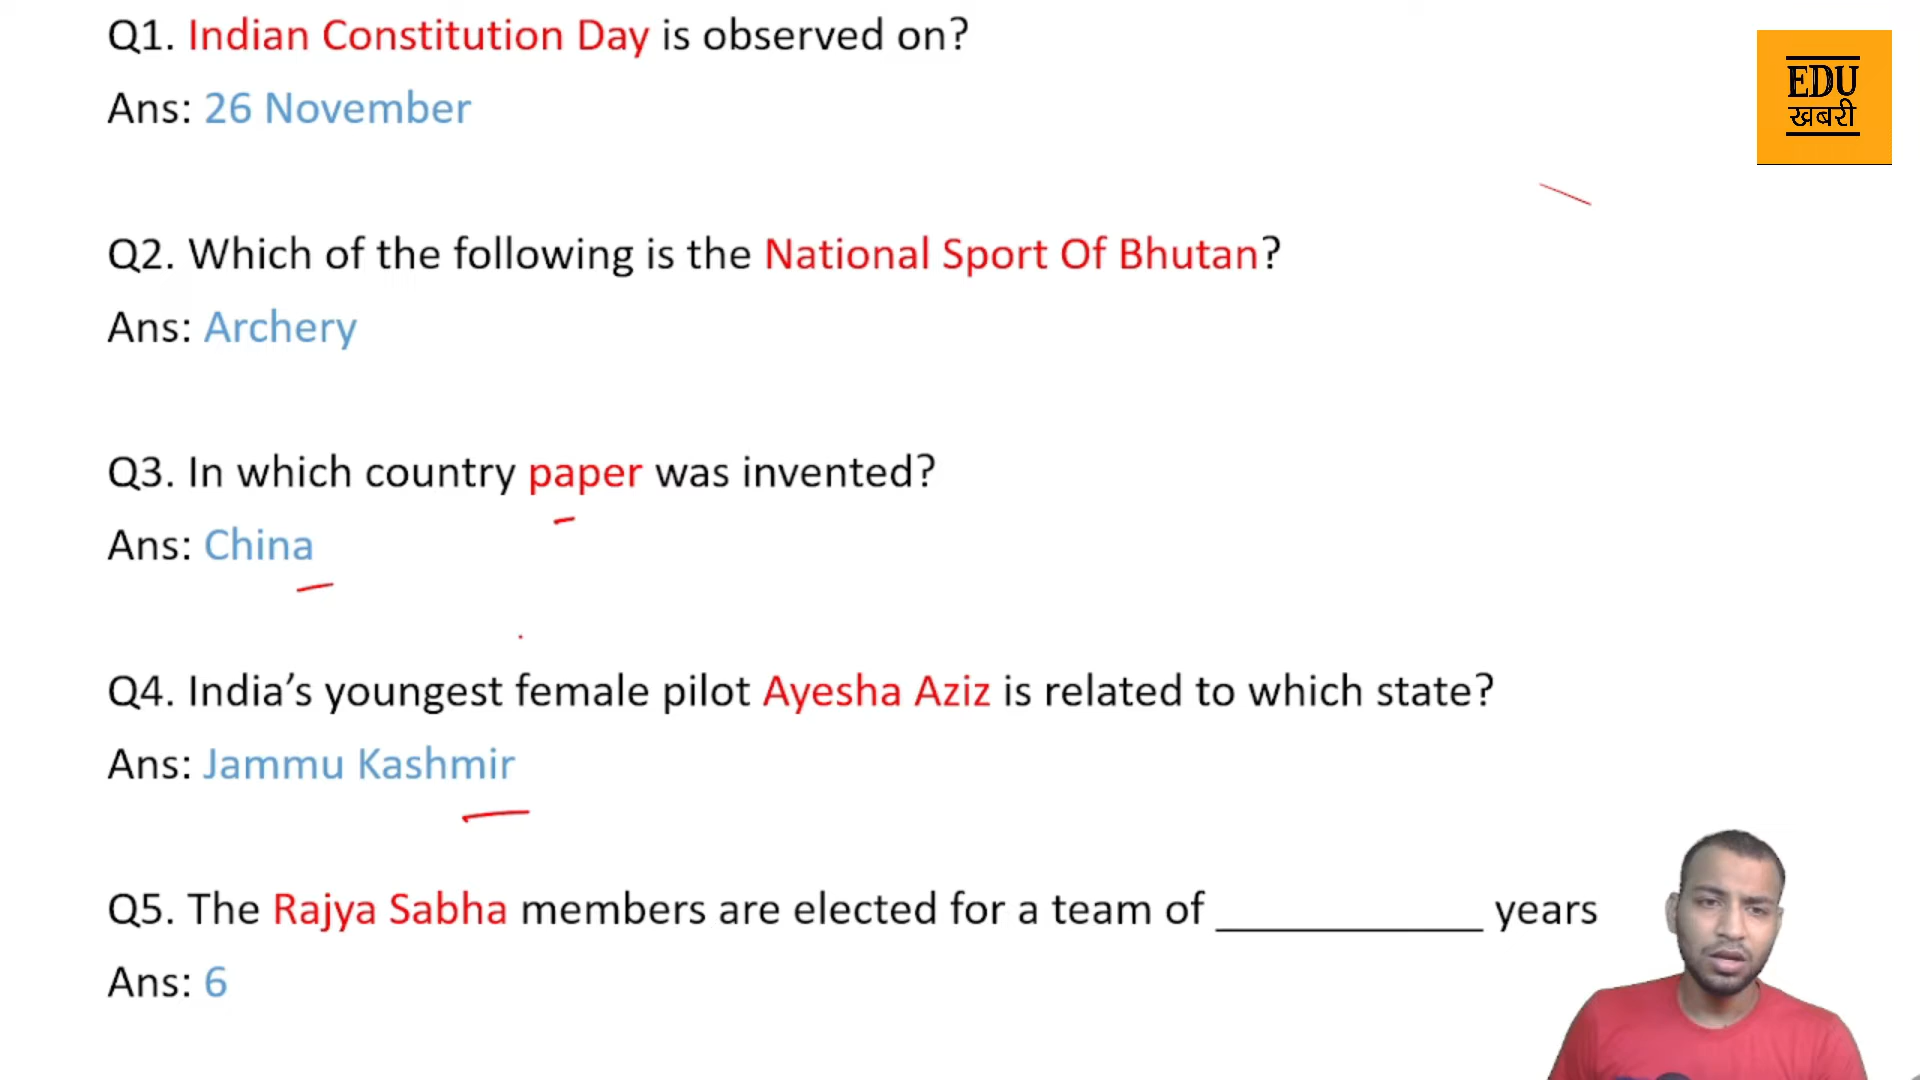 Q1. Indian Constitution Day is observed on?
Ans: 26 November
EDU
खबरी
Q2. Which of the following is the National Sport Of Bhutan?
Ans: Archery
Q3. In which country paper was invented?
Ans: China
Q4. India’s youngest female pilot Ayesha Aziz is related to which state?
Ans: Jammu Kashmir
Q5. The Rajya Sabha members are elected for a team of ____________ years
Ans: 6